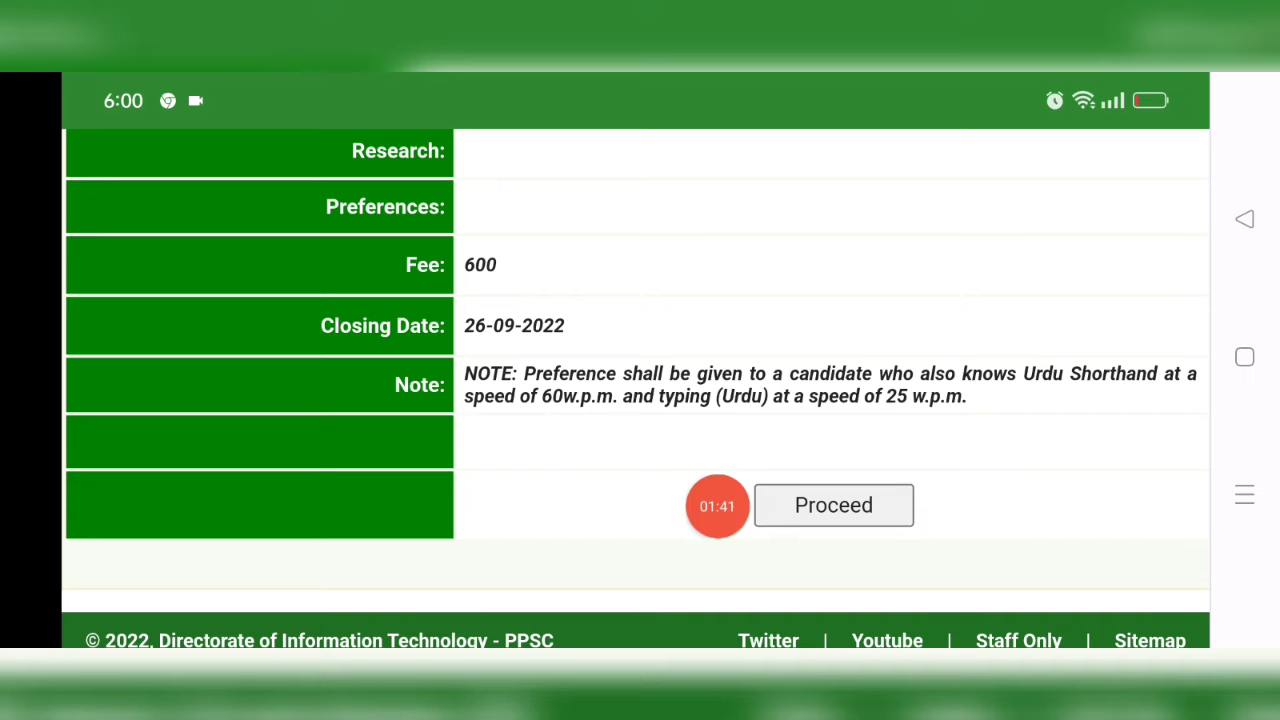 6:00
Research:
Preferences:
Fee: 600
Closing Date: 26-09-2022
Note: NOTE: Preference shall be given to a candidate who also knows Urdu Shorthand at a
speed of 60w.p.m. and typing (Urdu) at a speed of 25 w.p.m.
01:41 Proceed
© 2022, Directorate of Information Technology - PPSC Twitter | Youtube | Staff Only | Sitemap